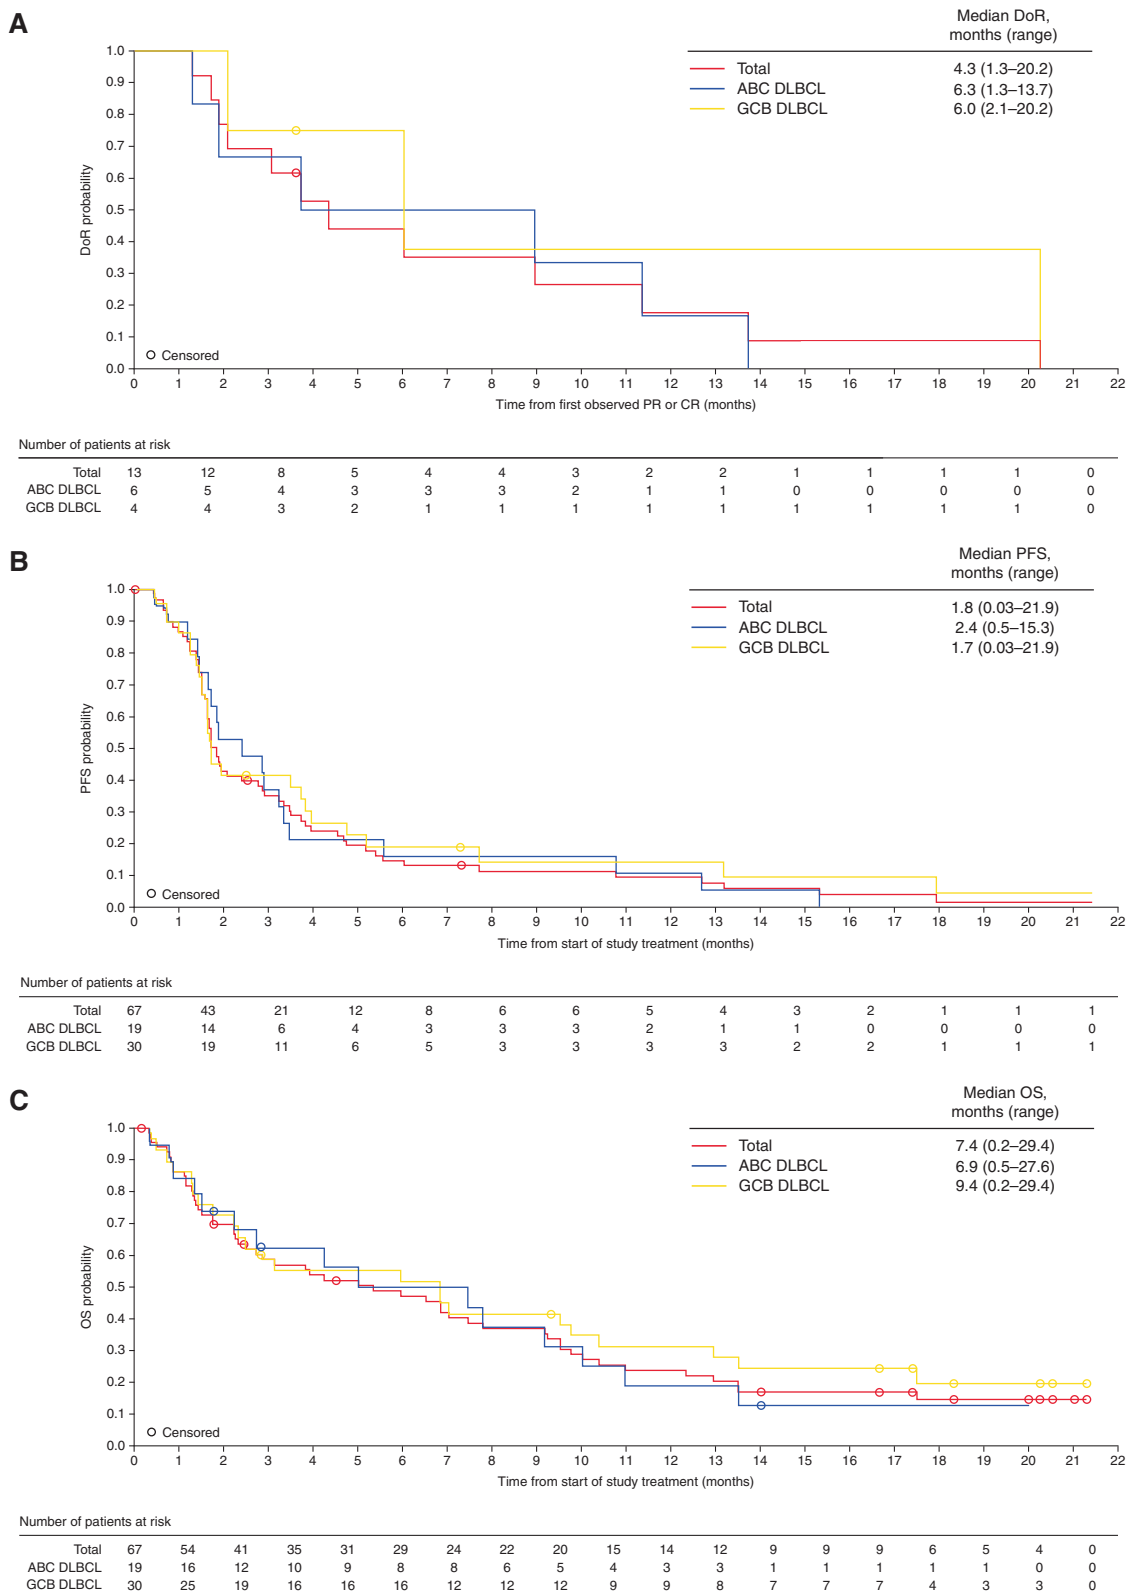 A
Median DoR,
months (range)
Total 4.3 (1.3–20.2)
ABC DLBCL 6.3 (1.3–13.7)
GCB DLBCL 6.0 (2.1–20.2)
DoR probability
1.0
0.9
0.8
0.7
0.6
0.5
0.4
0.3
0.2
0.1
0.0
Censored
0 1 2 3 4 5 6 7 8 9 11 12 13 14 15 16 17 18 19 20 21 22
Time from first observed PR or CR (months)
Number of patients at risk
Total 13 12 8 5 4 4 3 2 2 1 1 1 1 0
ABC DLBCL 6 5 4 3 3 3 2 1 1 0 0 0 0 0
GCB DLBCL 4 4 3 2 1 1 1 1 1 1 1 1 1 0
B
Median PFS,
months (range)
Total 1.8 (0.03–21.9)
ABC DLBCL 2.4 (0.5–15.3)
GCB DLBCL 1.7 (0.03–21.9)
PFS probability
1.0
0.9
0.8
0.7
0.6
0.5
0.4
0.3
0.2
0.1
0.0
Censored
0 1 2 3 4 5 6 7 8 9 10 11 12 13 14 15 16 17 18 19 20 21 22
Time from start of study treatment (months)
Number of patients at risk
Total 67 43 21 12 8 6 6 5 4 3 2 1 1 1
ABC DLBCL 19 14 6 4 3 3 3 2 1 1 0 0 0 0
GCB DLBCL 30 19 11 6 5 3 3 3 3 2 2 1 1 1
C
Median OS,
months (range)
Total 7.4 (0.2–29.4)
ABC DLBCL 6.9 (0.5–27.6)
GCB DLBCL 9.4 (0.2–29.4)
OS probability
1.0
0.9
0.8
0.7
0.6
0.5
0.4
0.3
0.2
0.1
0.0
Censored
0 1 2 3 4 5 6 7 8 9 10 11 12 13 14 15 16 17 18 19 20 21 22
Time from start of study treatment (months)
Number of patients at risk
Total 67 54 41 35 31 29 24 22 20 15 14 12 9 9 9 6 5 4 0
ABC DLBCL 19 16 12 10 9 8 8 6 5 4 3 3 1 1 1 1 1 0 0
GCB DLBCL 30 25 19 16 16 16 12 12 12 9 9 8 7 7 7 4 3 3 0